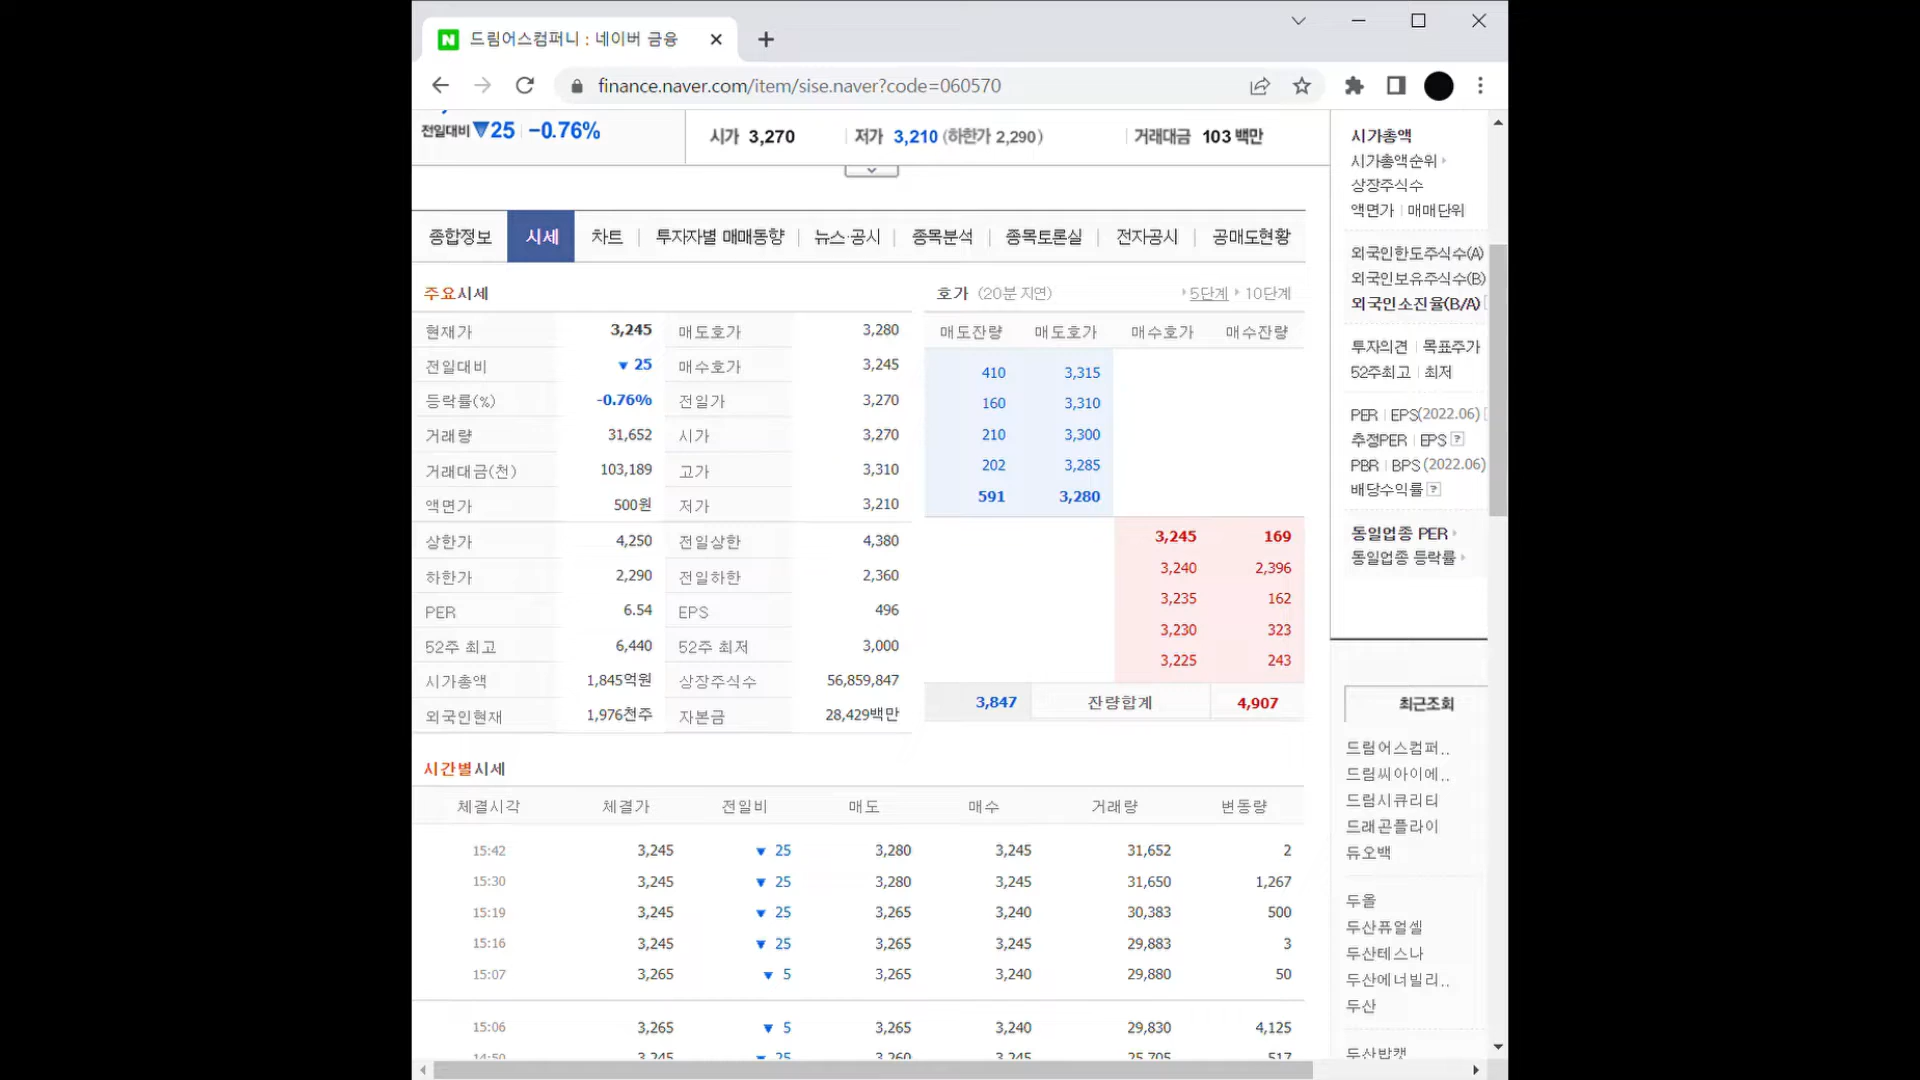 드림어스컴퍼니 : 네이버 금융
finance.naver.com/item/sise.naver?code=060570
전일대비 ▼25 -0.76%
시가 3,270 저가 3,210 (하한가 2,290) 거래대금 103 백만
종합정보 시세 차트 투자자별 매매동향 뉴스·공시 종목분석 종목토론실 전자공시 공매도현황
주요시세
현재가 3,245 매도호가 3,280
전일대비 ▼ 25 매수호가 3,245
등락률(%) -0.76% 전일가 3,270
거래량 31,652 시가 3,270
거래대금(천) 103,189 고가 3,310
액면가 500원 저가 3,210
상한가 4,250 전일상한 4,380
하한가 2,290 전일하한 2,360
PER 6.54 EPS 496
52주 최고 6,440 52주 최저 3,000
시가총액 1,845억원 상장주식수 56,859,847
외국인현재 1,976천주 자본금 28,429백만
호가 (20분 지연) 5단계 10단계
매도잔량 매도호가 매수호가 매수잔량
410 3,315
160 3,310
210 3,300
202 3,285
591 3,280
3,245 169
3,240 2,396
3,235 162
3,230 323
3,225 243
3,847 잔량합계 4,907
시간별시세
체결시각 체결가 전일비 매도 매수 거래량 변동량
15:42 3,245 ▼ 25 3,280 3,245 31,652 2
15:30 3,245 ▼ 25 3,280 3,245 31,650 1,267
15:19 3,245 ▼ 25 3,265 3,240 30,383 500
15:16 3,245 ▼ 25 3,265 3,245 29,883 3
15:07 3,265 ▼ 5 3,265 3,240 29,880 50
15:06 3,265 ▼ 5 3,265 3,240 29,830 4,125
14:50 3,245 ▼ 25 3,260 3,245 25,705 517
시가총액
시가총액순위
상장주식수
액면가 매매단위
외국인한도주식수(A)
외국인보유주식수(B)
외국인소진율(B/A)
투자의견 목표주가
52주최고 최저
PER EPS(2022.06)
추정PER EPS ?
PBR BPS (2022.06)
배당수익률 ?
동일업종 PER
동일업종 등락률
최근조회
드림어스컴퍼..
드림씨아이에..
드림시큐리티
드래곤플라이
듀오백
두올
두산퓨얼셀
두산테스나
두산에너빌리..
두산
두산밥캣